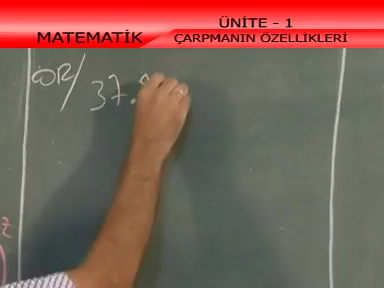 ÜNİTE - 1
MATEMATİK ÇARPMANIN ÖZELLİKLERİ
ÖR/ 37.